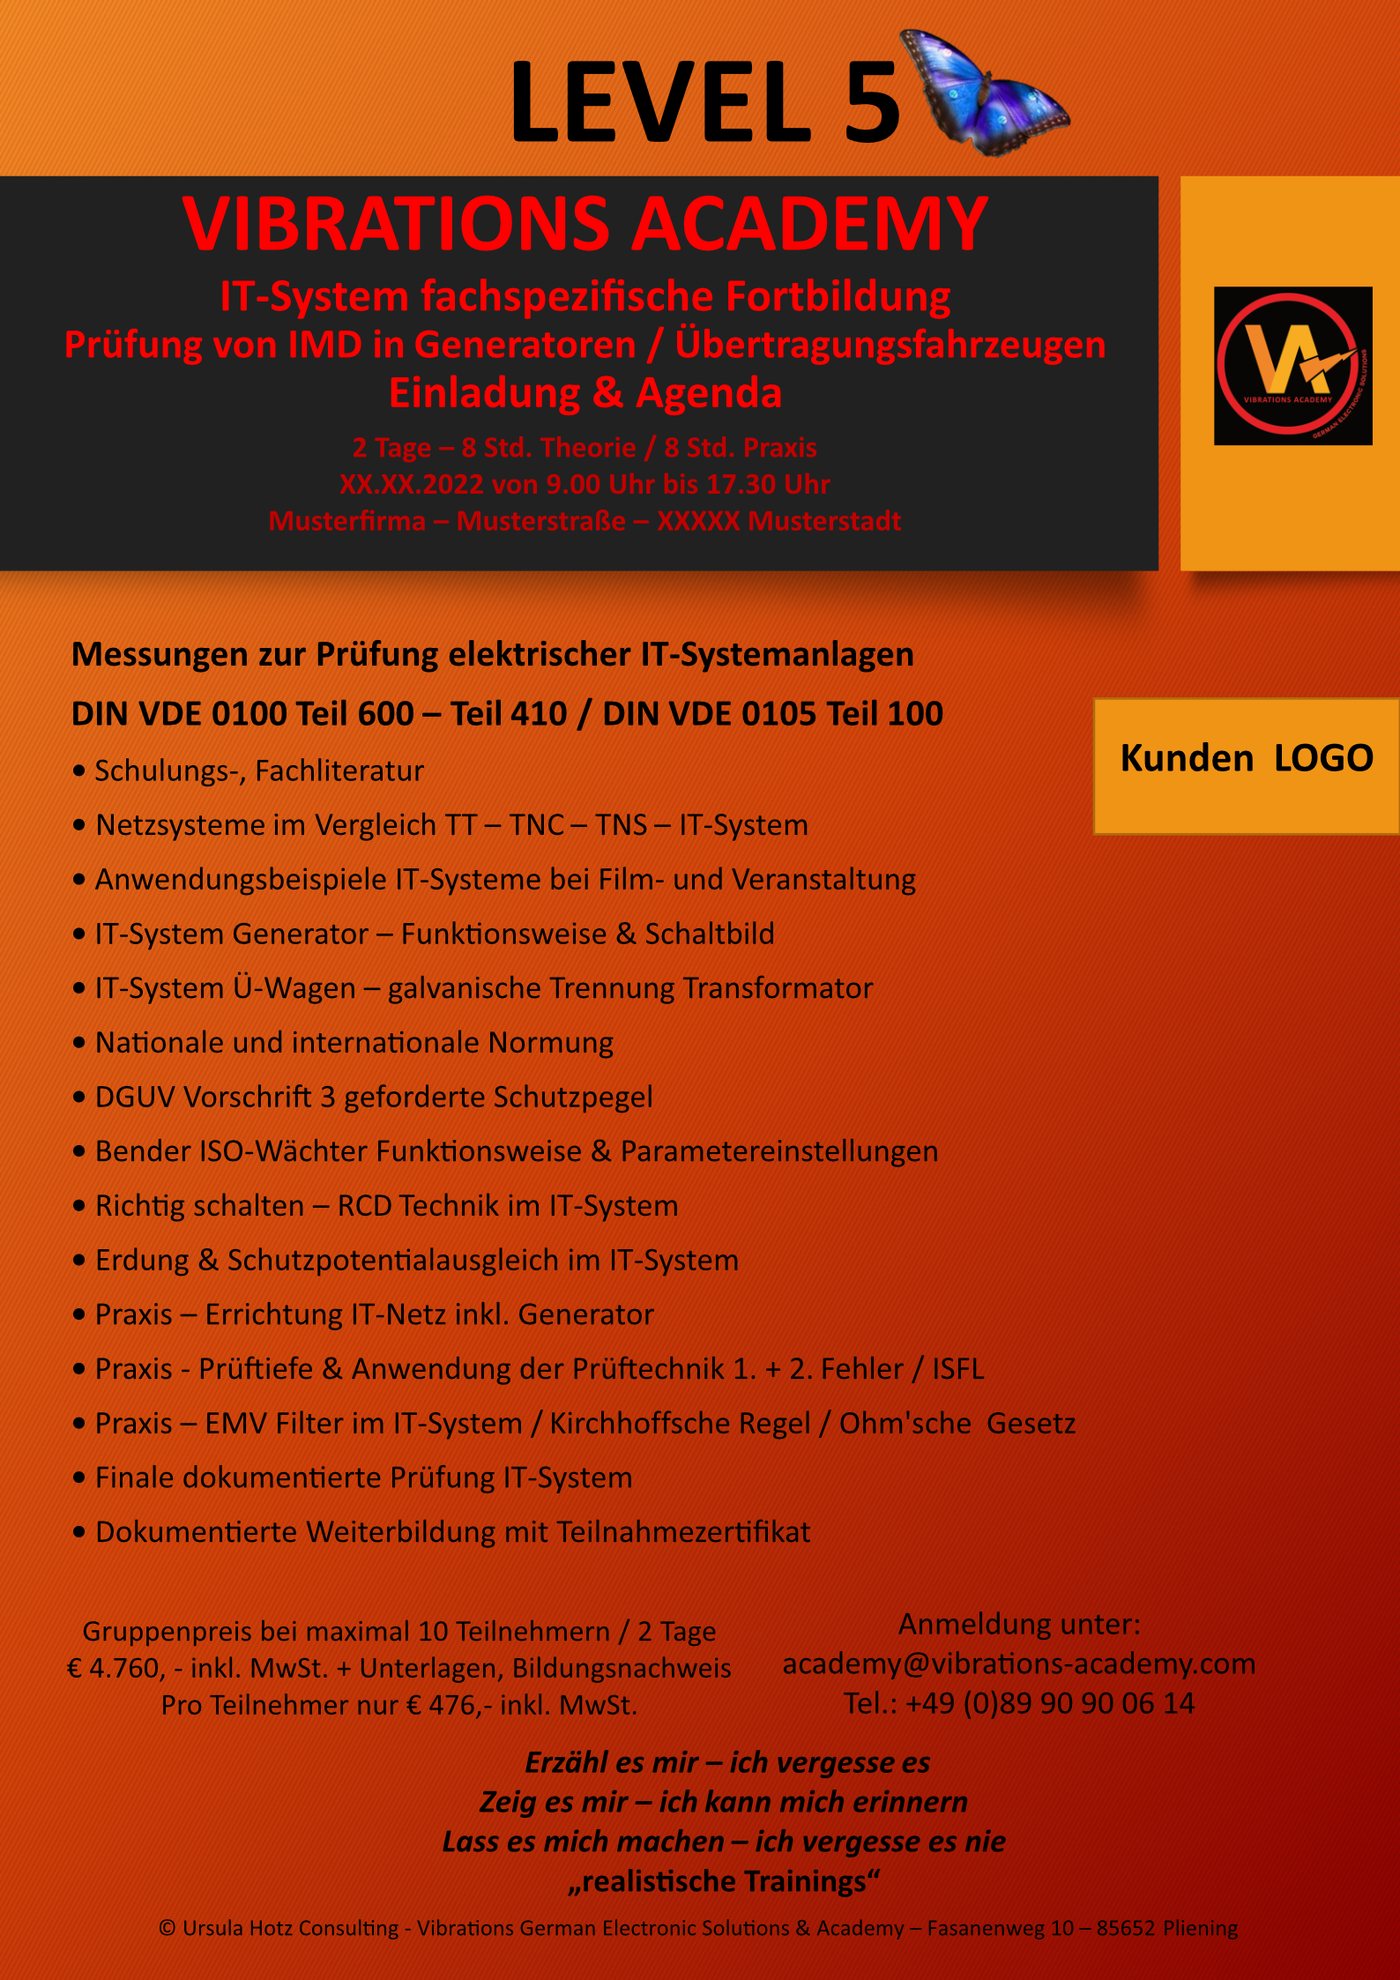 LEVEL 5
VIBRATIONS ACADEMY
IT-System fachspezifische Fortbildung
Prüfung von IMD in Generatoren / Übertragungsfahrzeugen
Einladung & Agenda
2 Tage – 8 Std. Theorie / 8 Std. Praxis
XX.XX.2022 von 9.00 Uhr bis 17.30 Uhr
Musterfirma – Musterstraße – XXXXX Musterstadt
VA
VIBRATIONS ACADEMY
GERMAN ELECTRONIC SOLUTIONS
Messungen zur Prüfung elektrischer IT-Systemanlagen
DIN VDE 0100 Teil 600 – Teil 410 / DIN VDE 0105 Teil 100
Kunden  LOGO
• Schulungs-, Fachliteratur
• Netzsysteme im Vergleich TT – TNC – TNS – IT-System
• Anwendungsbeispiele IT-Systeme bei Film- und Veranstaltung
• IT-System Generator – Funktionsweise & Schaltbild
• IT-System Ü-Wagen – galvanische Trennung Transformator
• Nationale und internationale Normung
• DGUV Vorschrift 3 geforderte Schutzpegel
• Bender ISO-Wächter Funktionsweise & Parametereinstellungen
• Richtig schalten – RCD Technik im IT-System
• Erdung & Schutzpotentialausgleich im IT-System
• Praxis – Errichtung IT-Netz inkl. Generator
• Praxis - Prüftiefe & Anwendung der Prüftechnik 1. + 2. Fehler / ISFL
• Praxis – EMV Filter im IT-System / Kirchhoffsche Regel / Ohm'sche  Gesetz
• Finale dokumentierte Prüfung IT-System
• Dokumentierte Weiterbildung mit Teilnahmezertifikat
Gruppenpreis bei maximal 10 Teilnehmern / 2 Tage
€ 4.760, - inkl. MwSt. + Unterlagen, Bildungsnachweis
Pro Teilnehmer nur € 476,- inkl. MwSt.
Anmeldung unter:
academy@vibrations-academy.com
Tel.: +49 (0)89 90 90 06 14
Erzähl es mir – ich vergesse es
Zeig es mir – ich kann mich erinnern
Lass es mich machen – ich vergesse es nie
„realistische Trainings“
© Ursula Hotz Consulting - Vibrations German Electronic Solutions & Academy – Fasanenweg 10 – 85652 Pliening